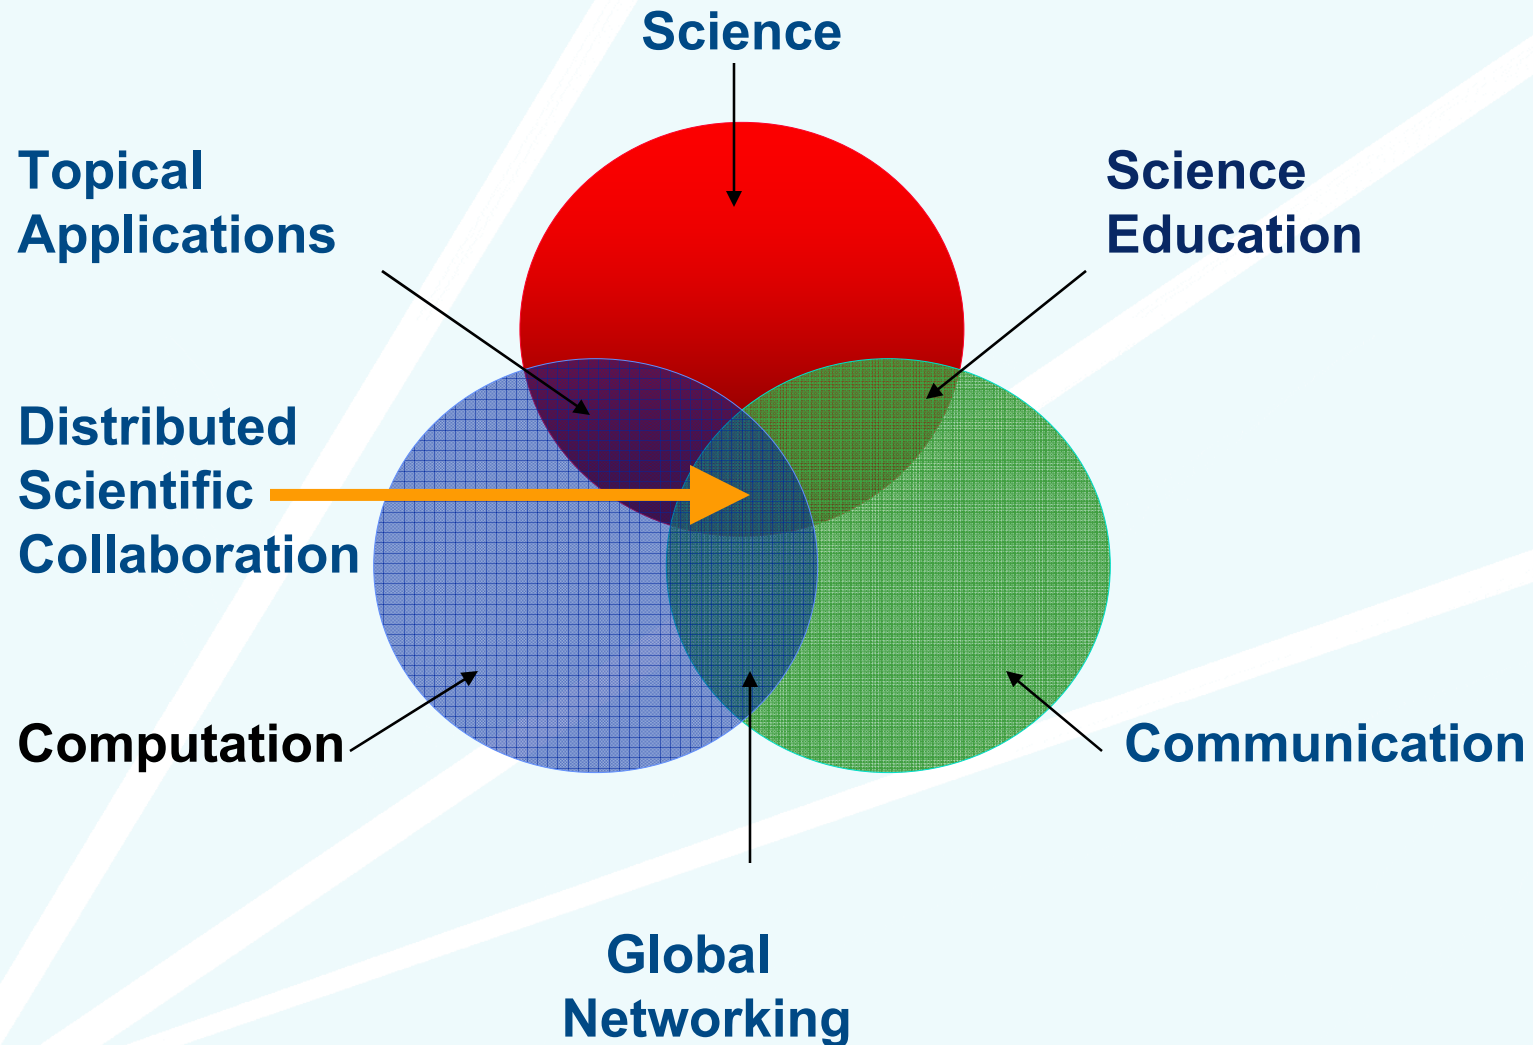 Science
Topical
Applications
Science
Education
Distributed
Scientific
Collaboration
Computation
Communication
Global
Networking